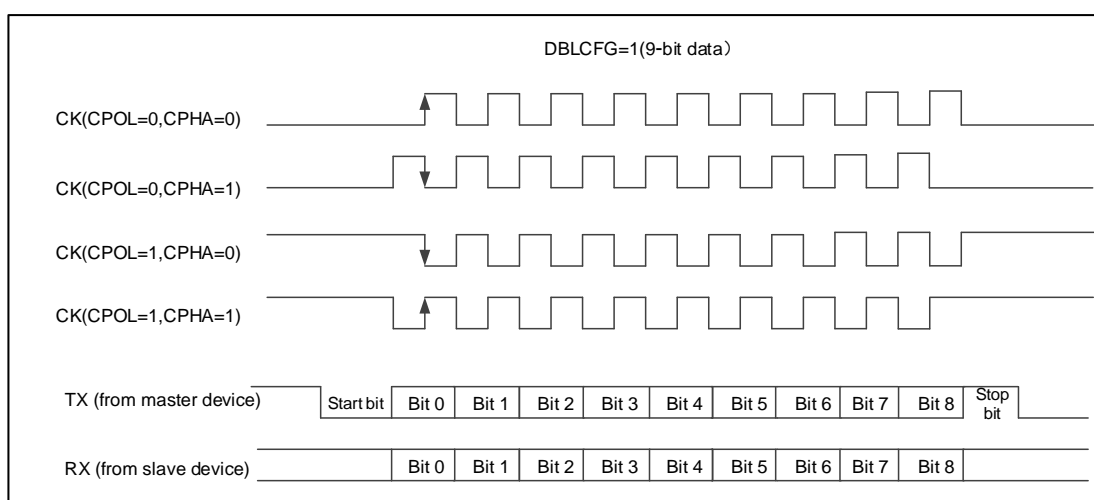 DBLCFG=1(9-bit data）
CK(CPOL=0,CPHA=0)
CK(CPOL=0,CPHA=1)
CK(CPOL=1,CPHA=0)
CK(CPOL=1,CPHA=1)
TX (from master device) Start bit Bit 0 Bit 1 Bit 2 Bit 3 Bit 4 Bit 5 Bit 6 Bit 7 Bit 8 Stop
bit
RX (from slave device) Bit 0 Bit 1 Bit 2 Bit 3 Bit 4 Bit 5 Bit 6 Bit 7 Bit 8